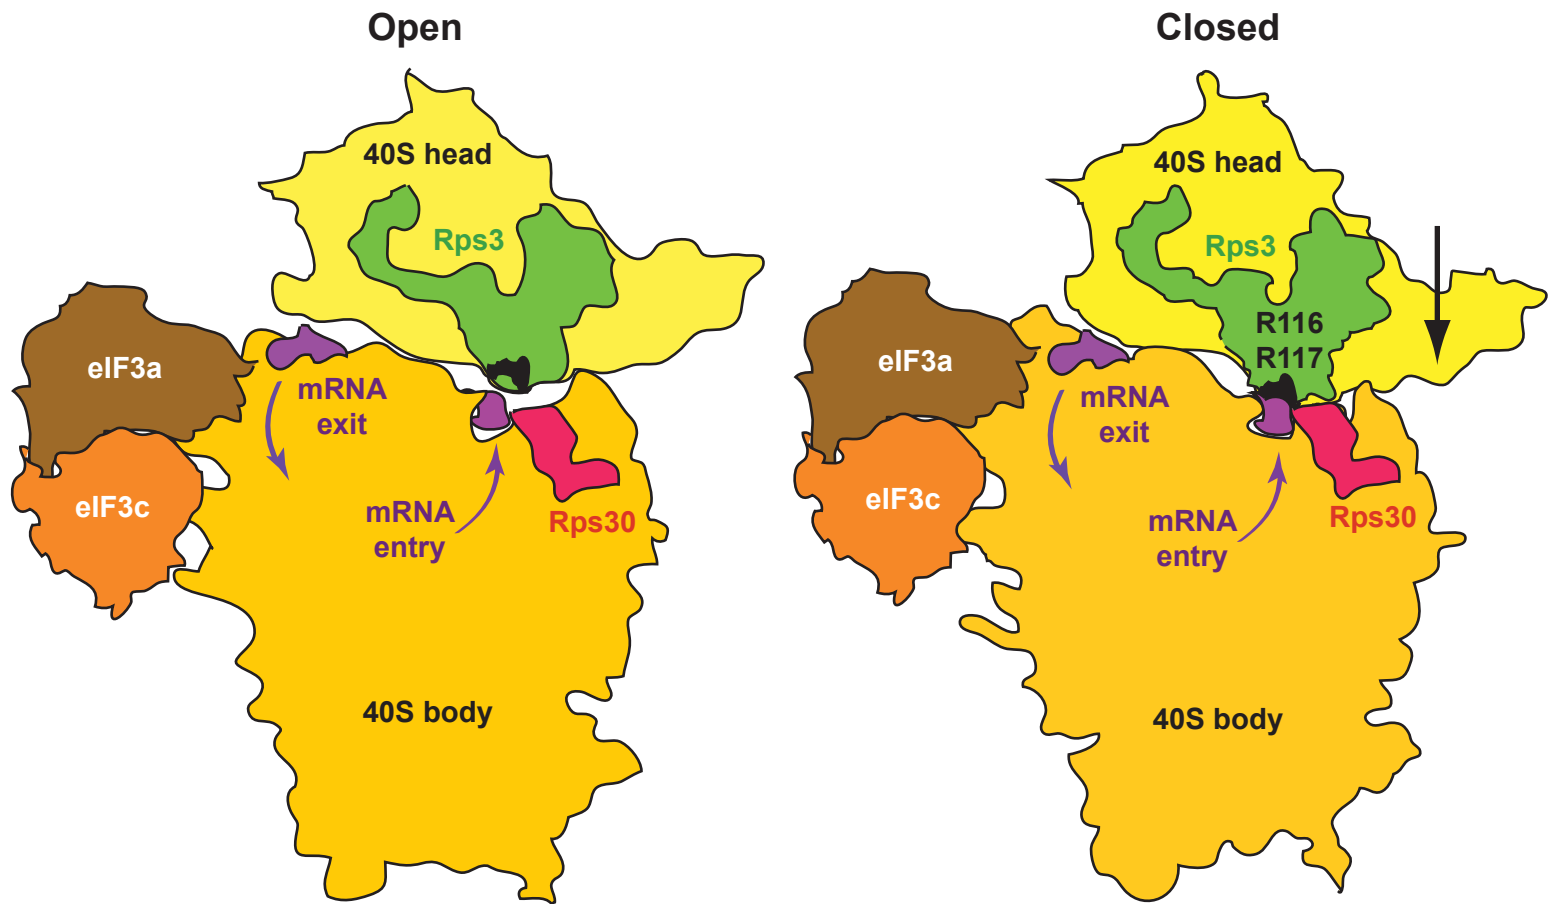 Open
40S head
Rps3
eIF3a
mRNA
exit
eIF3c
mRNA
entry
Rps30
40S body
Closed
40S head
Rps3
R116
R117
eIF3a
mRNA
exit
eIF3c
mRNA
entry
Rps30
40S body